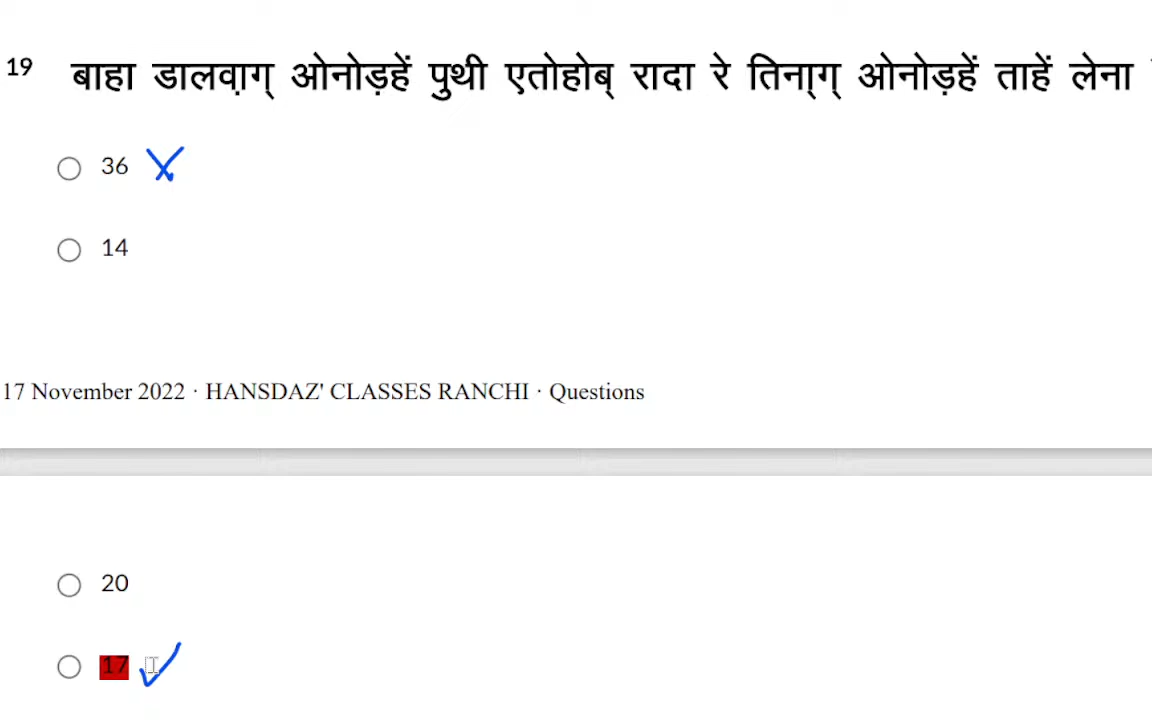 19 बाहा डालवा़ग् ओनोड़हें पुथी एतोहोब् रादा रे तिना्ग् ओनोड़हें ताहें लेना
36
14
17 November 2022 · HANSDAZ' CLASSES RANCHI · Questions
20
17